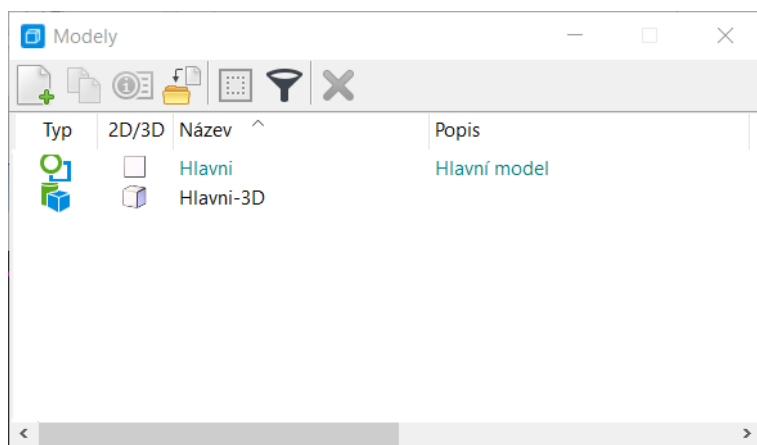 Modely
Typ 2D/3D Název Popis
Hlavni Hlavní model
Hlavni-3D